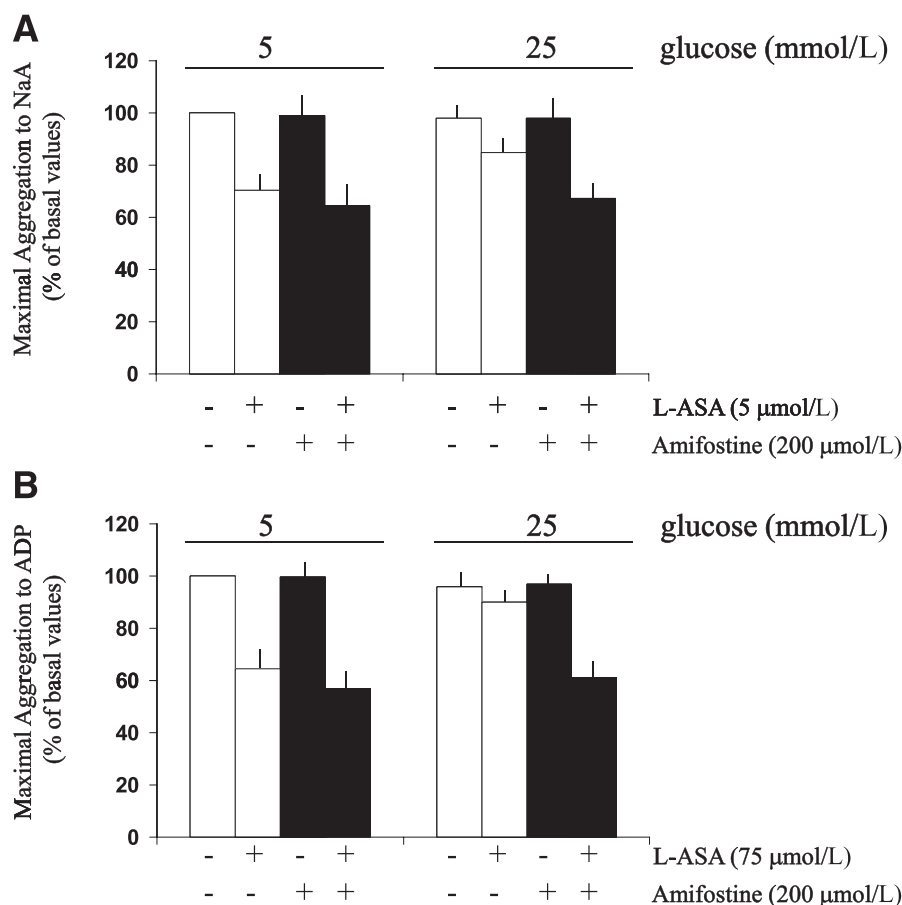 A
5 25 glucose (mmol/L)
Maximal Aggregation to NaA
(% of basal values)
120
100
80
60
40
20
0
- + - + - + - + L-ASA (5 μmol/L)
- - + + - - + + Amifostine (200 μmol/L)
B
5 25 glucose (mmol/L)
Maximal Aggregation to ADP
(% of basal values)
120
100
80
60
40
20
0
- + - + - + - + L-ASA (75 μmol/L)
- - + + - - + + Amifostine (200 μmol/L)